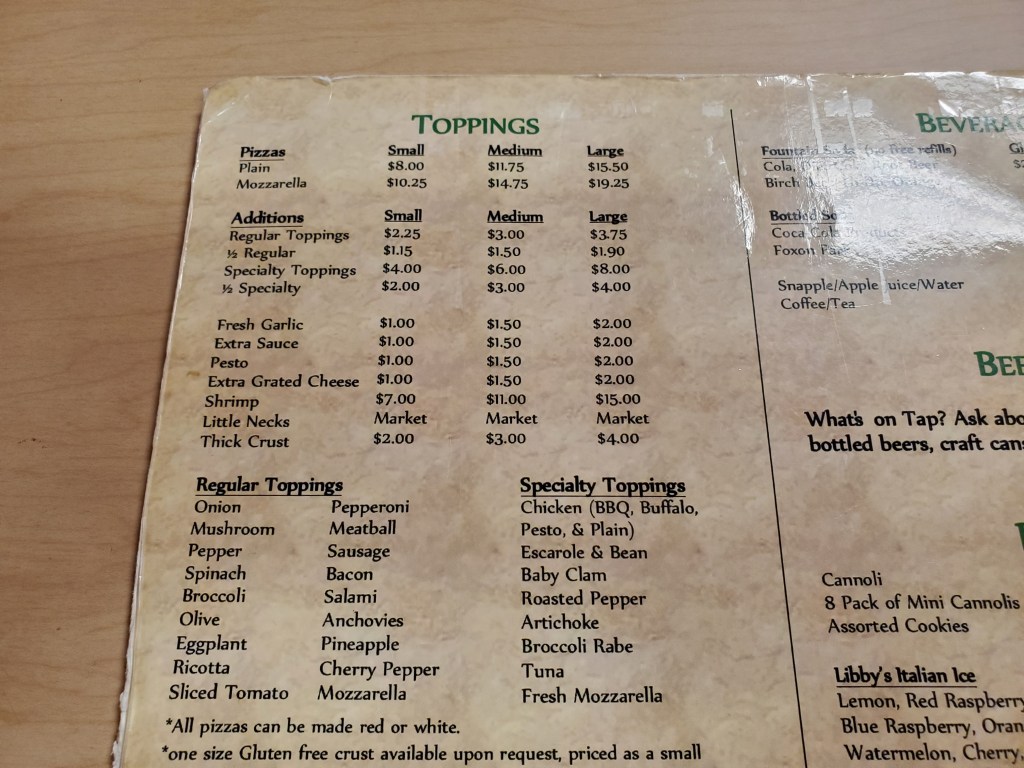 TOPPINGS
Pizzas Small Medium Large
Plain $8.00 $11.75 $15.50
Mozzarella $10.25 $14.75 $19.25
Additions Small Medium Large
Regular Toppings $2.25 $3.00 $3.75
½ Regular $1.15 $1.50 $1.90
Specialty Toppings $4.00 $6.00 $8.00
½ Specialty $2.00 $3.00 $4.00
Fresh Garlic $1.00 $1.50 $2.00
Extra Sauce $1.00 $1.50 $2.00
Pesto $1.00 $1.50 $2.00
Extra Grated Cheese $1.00 $1.50 $2.00
Shrimp $7.00 $11.00 $15.00
Little Necks Market Market Market
Thick Crust $2.00 $3.00 $4.00
Regular Toppings
Onion Pepperoni
Mushroom Meatball
Pepper Sausage
Spinach Bacon
Broccoli Salami
Olive Anchovies
Eggplant Pineapple
Ricotta Cherry Pepper
Sliced Tomato Mozzarella
Specialty Toppings
Chicken (BBQ, Buffalo,
Pesto, & Plain)
Escarole & Bean
Baby Clam
Roasted Pepper
Artichoke
Broccoli Rabe
Tuna
Fresh Mozzarella
*All pizzas can be made red or white.
*one size Gluten free crust available upon request, priced as a small
BEVERAG
Fountain Soda (no free refills)
Cola,
Birch
Bottled
Coca Cola Products
Foxon
Snapple/Apple Juice/Water
Coffee/Tea
BEE
What's on Tap? Ask abo
bottled beers, craft cans
Cannoli
8 Pack of Mini Cannolis
Assorted Cookies
Libby's Italian Ice
Lemon, Red Raspberry
Blue Raspberry, Oran
Watermelon, Cherry,